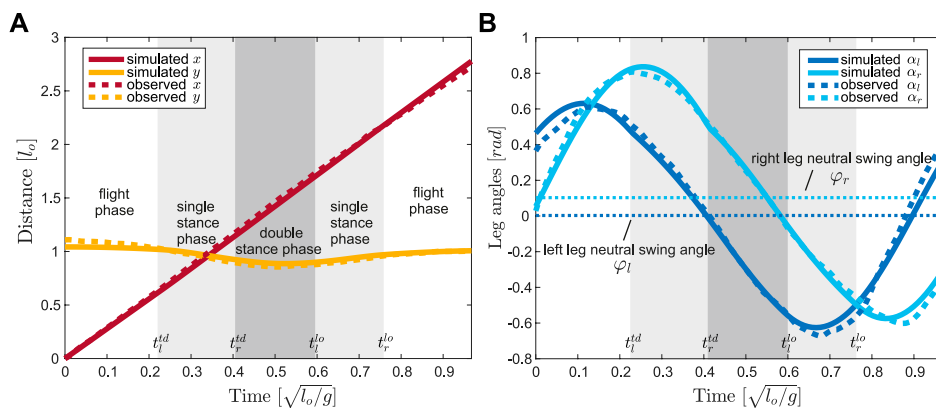 A
simulated x
simulated y
observed x
observed y
Distance [l_o]
3
2.5
2
1.5
1
0.5
0
flight
phase
single
stance
phase
double
stance phase
single
stance
phase
flight
phase
t_l^{td}
t_r^{td}
t_l^{lo}
t_r^{lo}
0 0.1 0.2 0.3 0.4 0.5 0.6 0.7 0.8 0.9
Time [√l_o/g]
B
simulated α_l
simulated α_r
observed α_l
observed α_r
Leg angles [rad]
1
0.8
0.6
0.4
0.2
0
-0.2
-0.4
-0.6
-0.8
right leg neutral swing angle
φ_r
left leg neutral swing angle
φ_l
t_l^{td}
t_r^{td}
t_l^{lo}
t_r^{lo}
0 0.1 0.2 0.3 0.4 0.5 0.6 0.7 0.8 0.9
Time [√l_o/g]